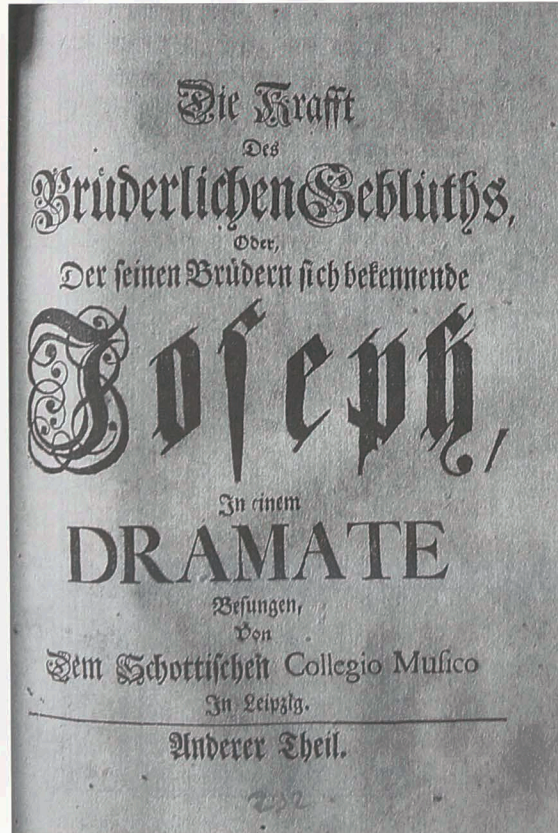 Die Krafft
Des
Brüderlichen Geblüths,
Oder,
Der seinen Brüdern sich bekennende
Joseph,
In einem
DRAMATE
Besungen,
Von
Dem Schottischen Collegio Musico
In Leipzig.
Anderer Theil.
232